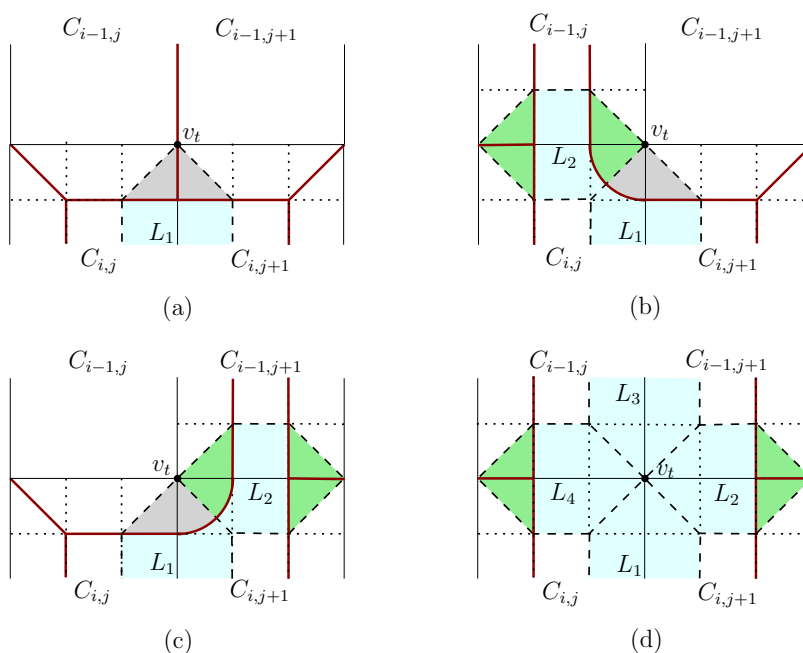 C_{i−1,j} C_{i−1,j+1}
v_t
L_1
C_{i,j} C_{i,j+1}
(a)
C_{i−1,j} C_{i−1,j+1}
v_t
L_2
L_1
C_{i,j} C_{i,j+1}
(b)
C_{i−1,j} C_{i−1,j+1}
v_t
L_2
L_1
C_{i,j} C_{i,j+1}
(c)
C_{i−1,j} C_{i−1,j+1}
L_3
v_t
L_4 L_2
L_1
C_{i,j} C_{i,j+1}
(d)